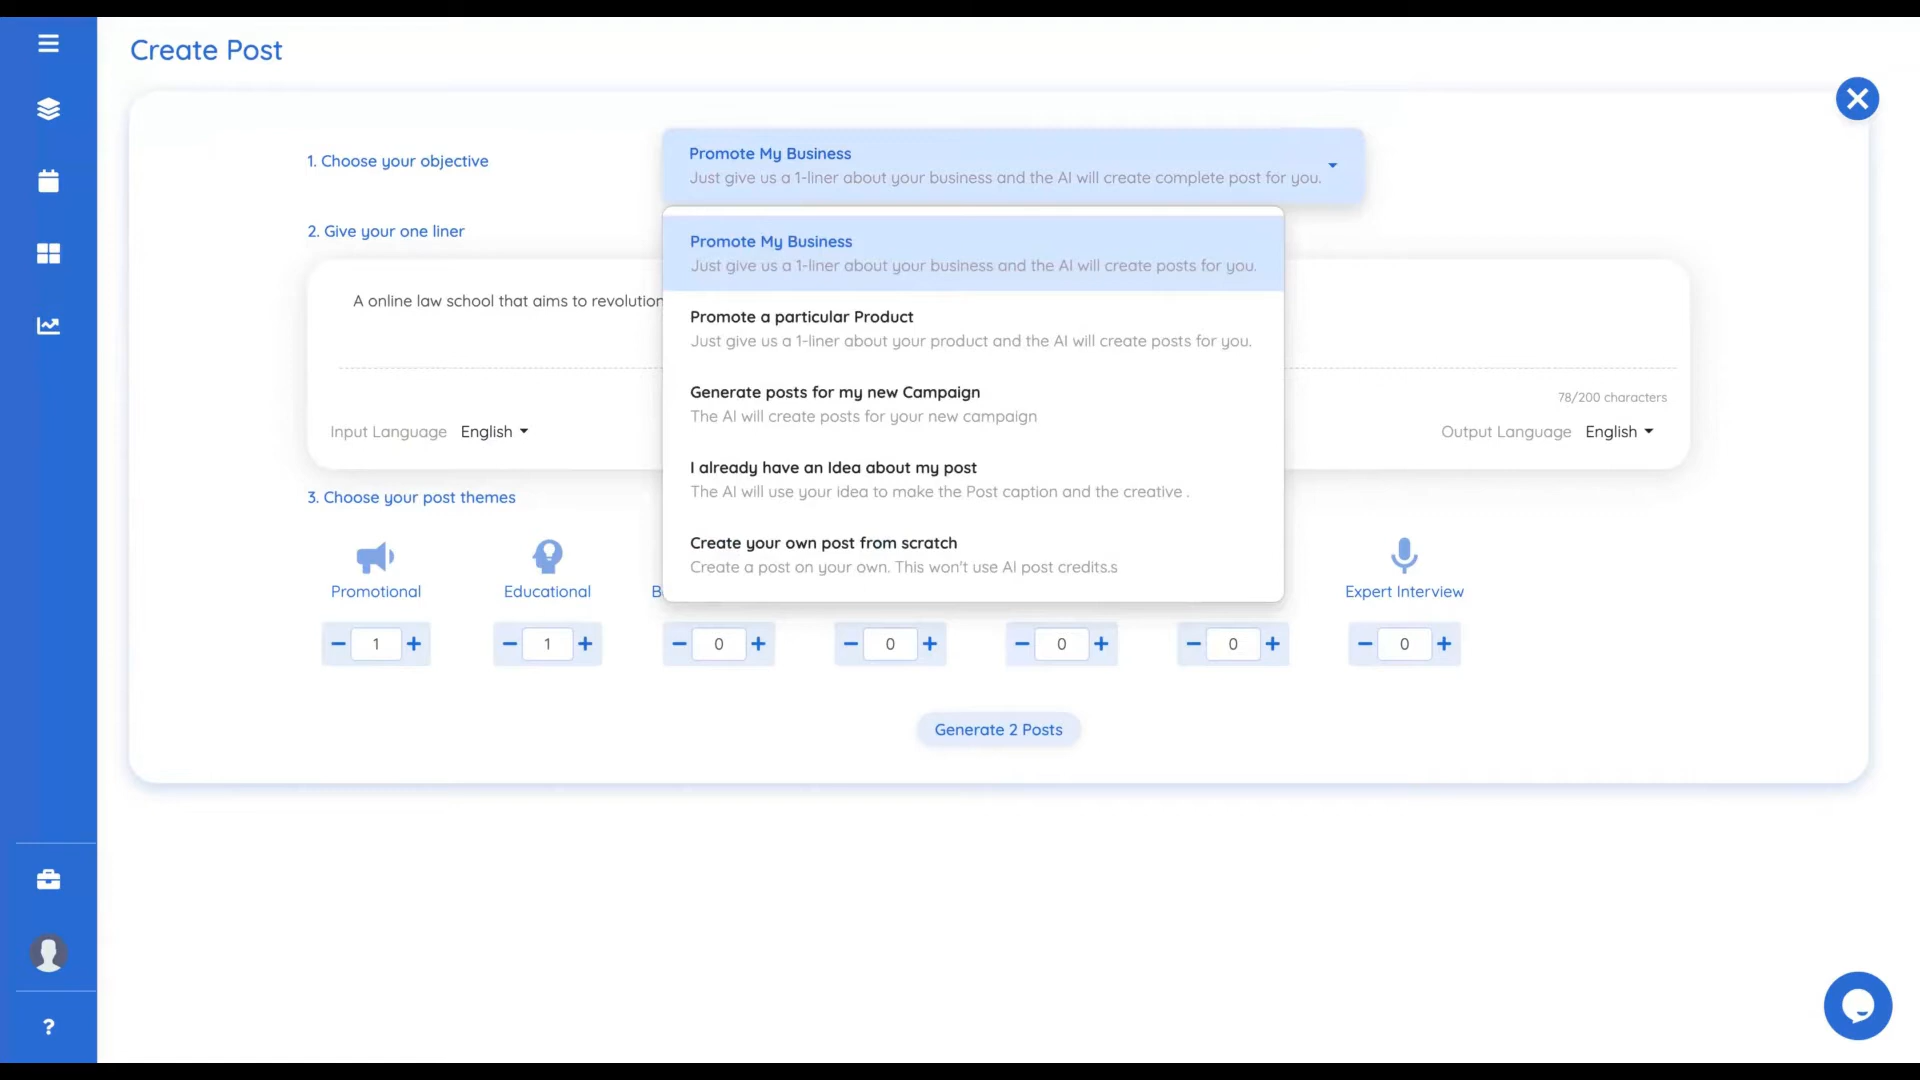 Create Post
1. Choose your objective
Promote My Business
Just give us a 1-liner about your business and the AI will create complete post for you.
2. Give your one liner
Promote My Business
Just give us a 1-liner about your business and the AI will create posts for you.
A online law school that aims to revolution
Promote a particular Product
Just give us a 1-liner about your product and the AI will create posts for you.
Generate posts for my new Campaign
The AI will create posts for your new campaign
78/200 characters
Input Language English
Output Language English
I already have an Idea about my post
The AI will use your idea to make the Post caption and the creative .
3. Choose your post themes
Create your own post from scratch
Create a post on your own. This won't use AI post credits.s
Promotional
Educational
B
Expert Interview
1
1
0
0
0
0
0
Generate 2 Posts
?